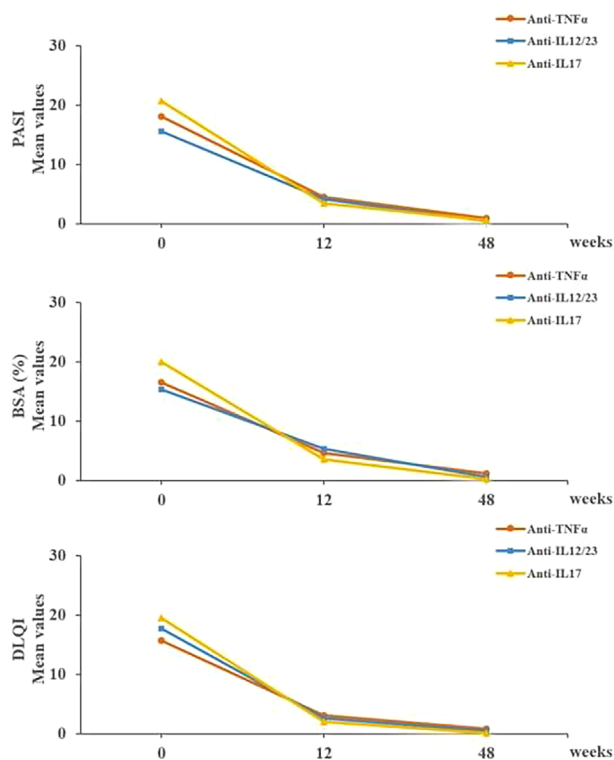 Anti-TNFα
Anti-IL12/23
Anti-IL17
PASI
Mean values
30
20
10
0
0 12 48 weeks
Anti-TNFα
Anti-IL12/23
Anti-IL17
BSA (%)
Mean values
30
20
10
0
0 12 48 weeks
Anti-TNFα
Anti-IL12/23
Anti-IL17
DLQI
Mean values
30
20
10
0
0 12 48 weeks